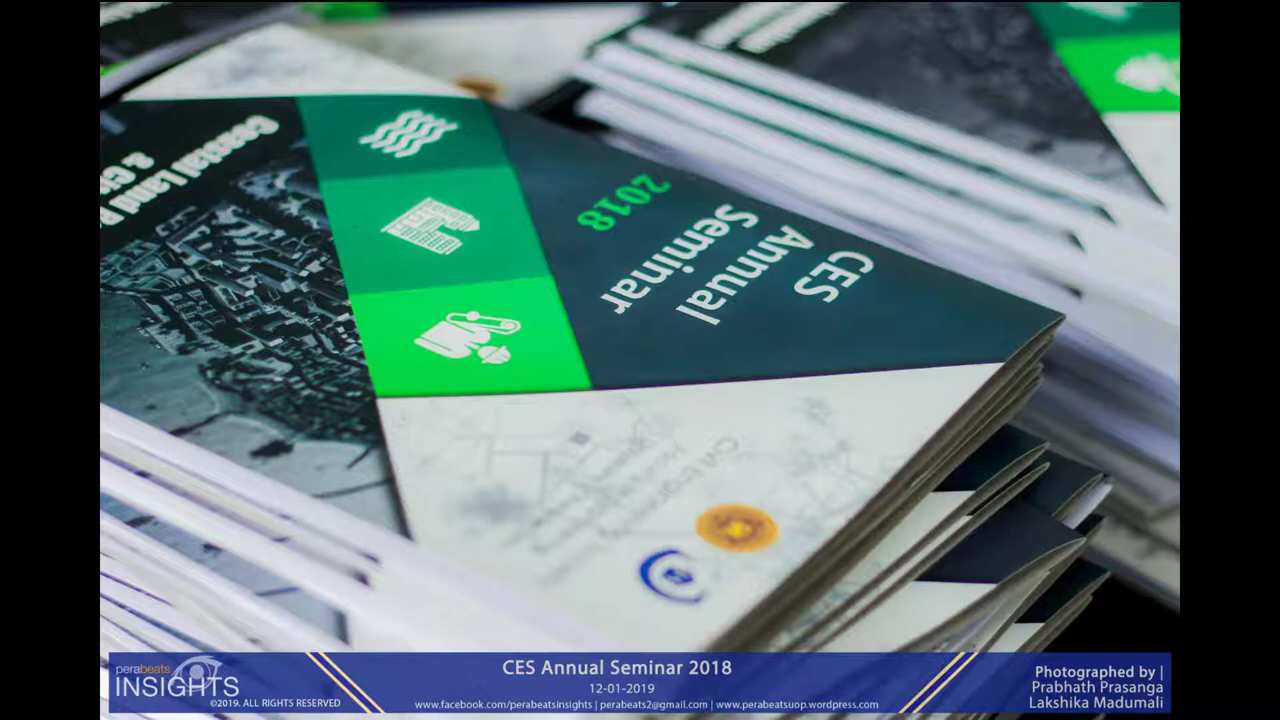 CES
Annual
Seminar
2018
Coastal Land
& 
Civil
perabeats
INSIGHTS
©2019. ALL RIGHTS RESERVED
CES Annual Seminar 2018
12-01-2019
www.facebook.com/perabeatsinsights | perabeats2@gmail.com | www.perabeatsuop.wordpress.com
Photographed by |
Prabhath Prasanga
Lakshika Madumali